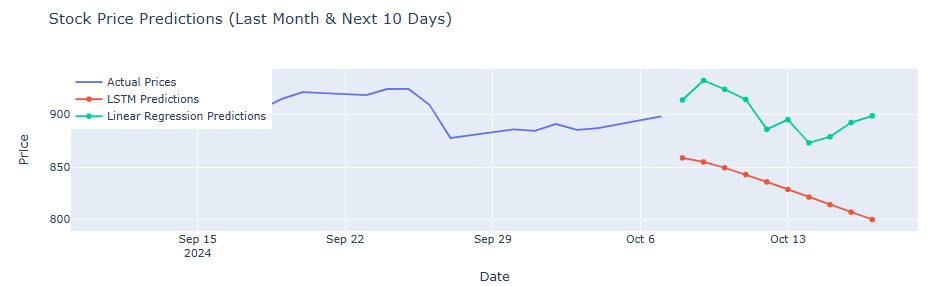 Stock Price Predictions (Last Month & Next 10 Days)
Actual Prices
LSTM Predictions
Linear Regression Predictions
Price
900
850
800
Sep 15
2024
Sep 22
Sep 29
Oct 6
Oct 13
Date